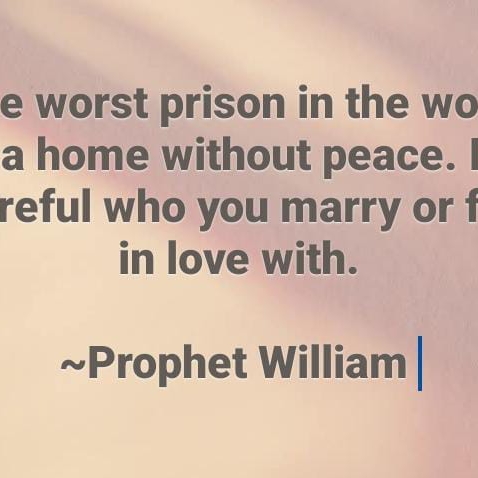 e worst prison in the wo
a home without peace.
reful who you marry or f
in love with.
~Prophet William